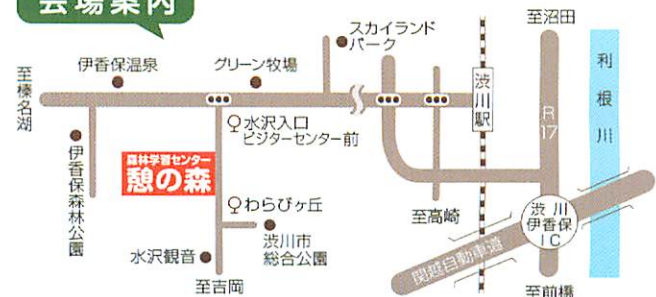 会場案内
至沼田
スカイランド
パーク
伊香保温泉
グリーン牧場
至榛名湖
渋川駅
利根川
R17
水沢入口
ビジターセンター前
森林学習センター
憩の森
伊香保森林公園
わらびヶ丘
渋川市
総合公園
水沢観音
至吉岡
至高崎
渋川
伊香保
IC
関越自動車道
至前橋